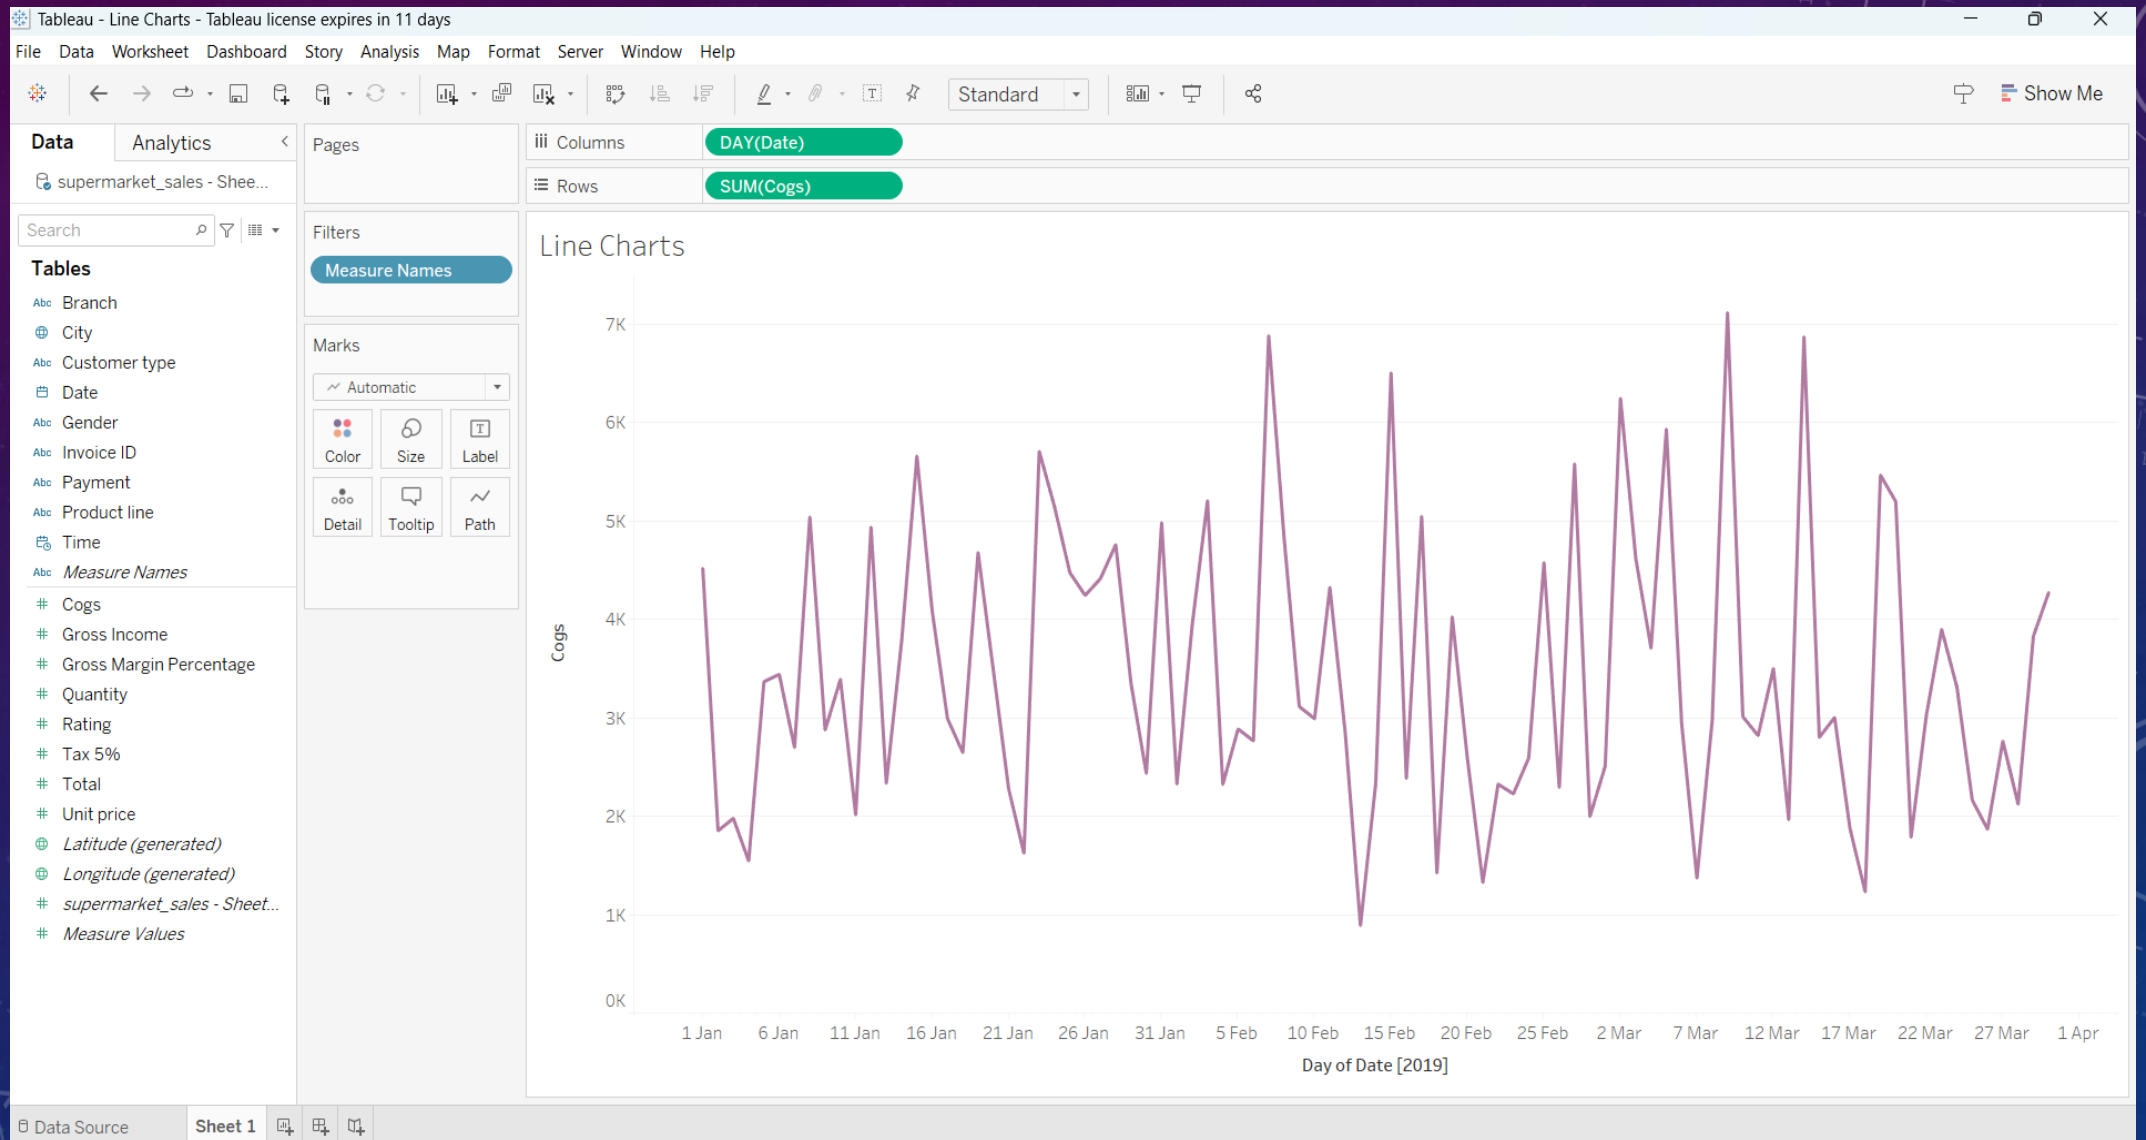 Tableau - Line Charts - Tableau license expires in 11 days
File Data Worksheet Dashboard Story Analysis Map Format Server Window Help
Standard
Show Me
Data Analytics
supermarket_sales - Shee...
Search
Tables
Abc Branch
City
Abc Customer type
Date
Abc Gender
Abc Invoice ID
Abc Payment
Abc Product line
Time
Abc Measure Names
# Cogs
# Gross Income
# Gross Margin Percentage
# Quantity
# Rating
# Tax 5%
# Total
# Unit price
Latitude (generated)
Longitude (generated)
# supermarket_sales - Sheet...
# Measure Values
Pages
Filters
Measure Names
Marks
Automatic
Color Size Label
Detail Tooltip Path
Columns DAY(Date)
Rows SUM(Cogs)
Line Charts
7K
6K
5K
4K
3K
2K
1K
0K
Cogs
1 Jan 6 Jan 11 Jan 16 Jan 21 Jan 26 Jan 31 Jan 5 Feb 10 Feb 15 Feb 20 Feb 25 Feb 2 Mar 7 Mar 12 Mar 17 Mar 22 Mar 27 Mar 1 Apr
Day of Date [2019]
Data Source Sheet 1